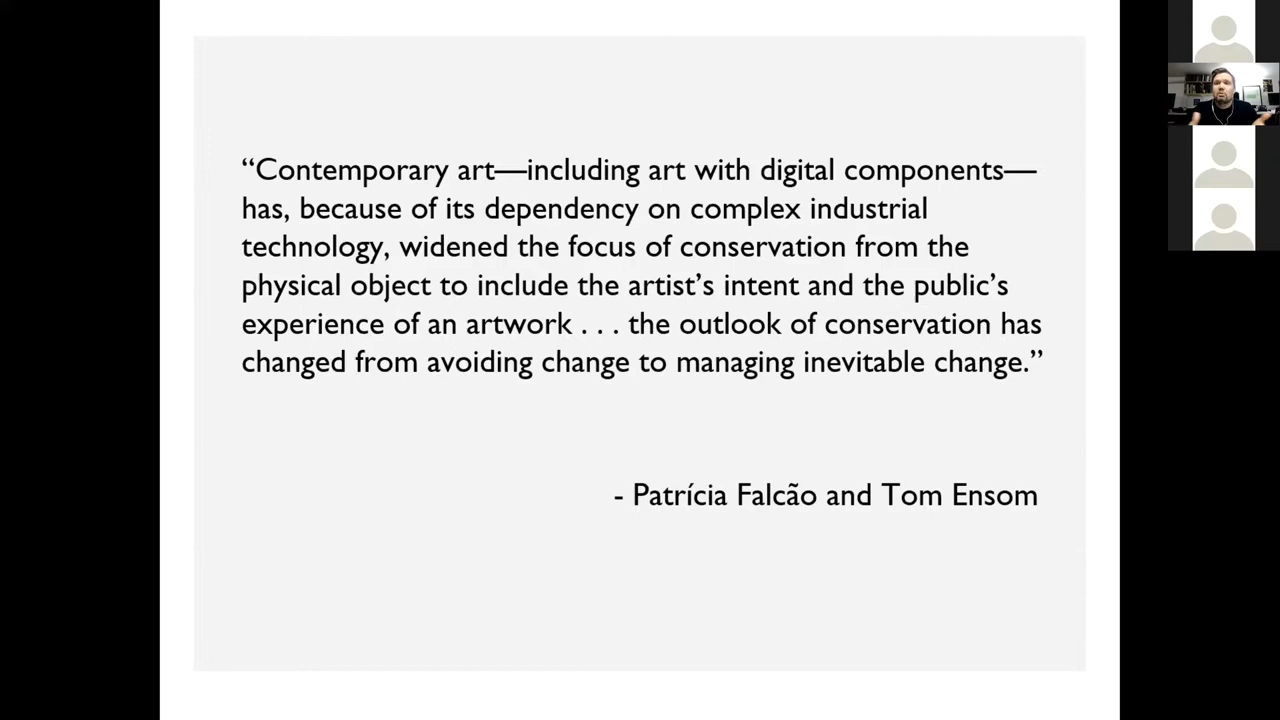 “Contemporary art—including art with digital components—
has, because of its dependency on complex industrial
technology, widened the focus of conservation from the
physical object to include the artist’s intent and the public’s
experience of an artwork . . . the outlook of conservation has
changed from avoiding change to managing inevitable change.”
- Patrícia Falcão and Tom Ensom